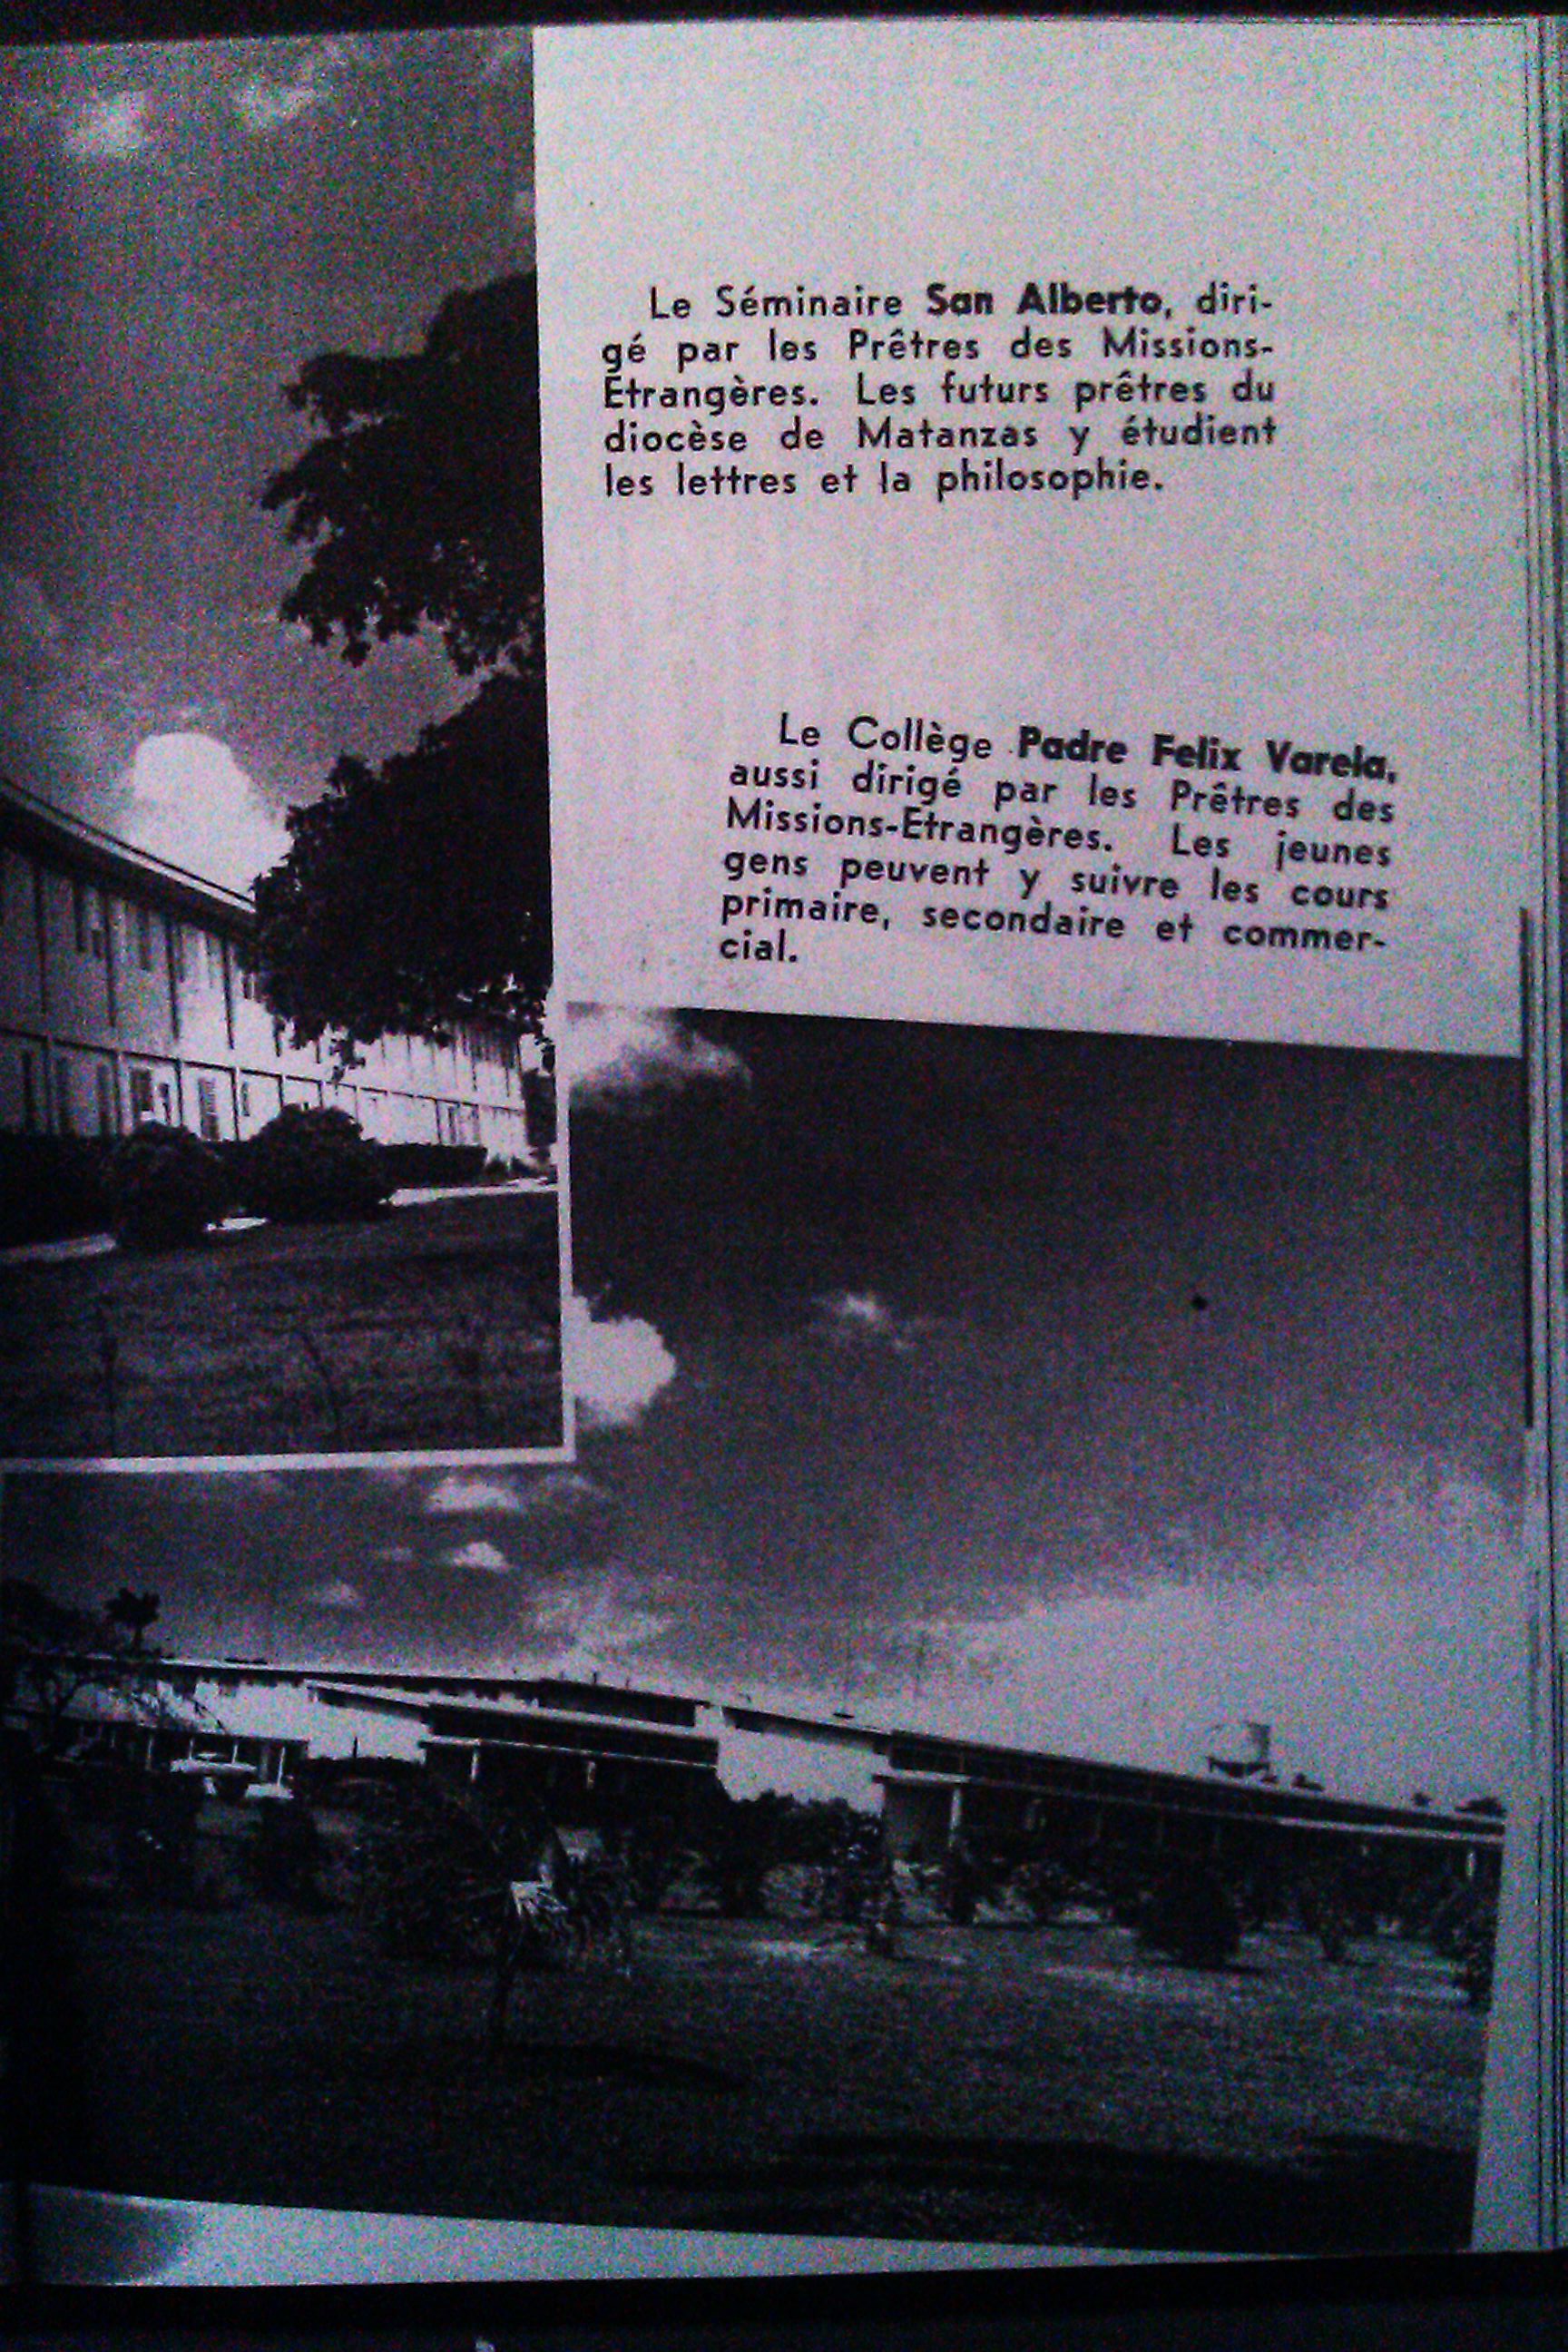 Le Séminaire San Alberto, diri-
gé par les Prêtres des Missions-
Etrangères. Les futurs prêtres du
diocèse de Matanzas y étudient
les lettres et la philosophie.
Le Collège Padre Felix Varela,
aussi dirigé par les Prêtres des
Missions-Etrangères. Les jeunes
gens peuvent y suivre les cours
primaire, secondaire et commer-
cial.